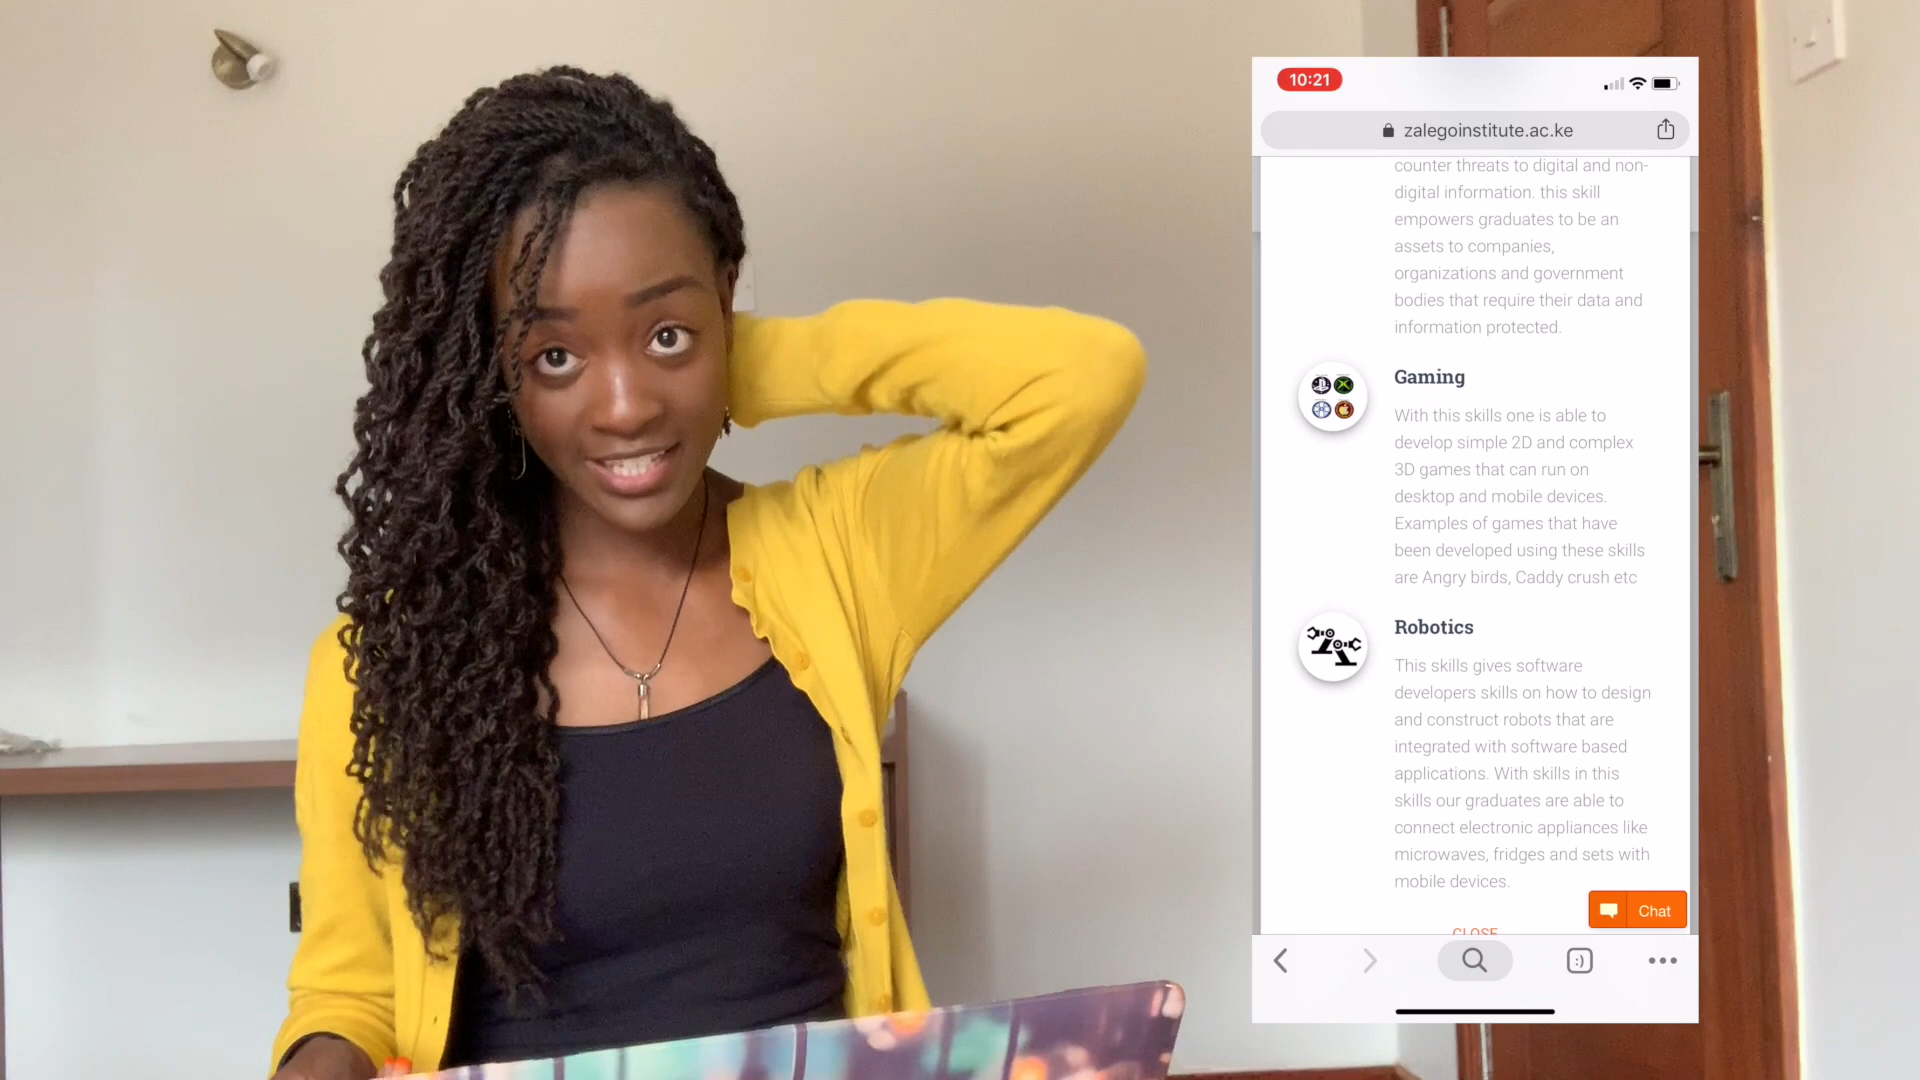 10:21
zalegoinstitute.ac.ke
counter threats to digital and non-
digital information. this skill
empowers graduates to be an
assets to companies,
organizations and government
bodies that require their data and
information protected.
Gaming
With this skills one is able to
develop simple 2D and complex
3D games that can run on
desktop and mobile devices.
Examples of games that have
been developed using these skills
are Angry birds, Caddy crush etc
Robotics
This skills gives software
developers skills on how to design
and construct robots that are
integrated with software based
applications. With skills in this
skills our graduates are able to
connect electronic appliances like
microwaves, fridges and sets with
mobile devices.
Chat
CLOSE
:)